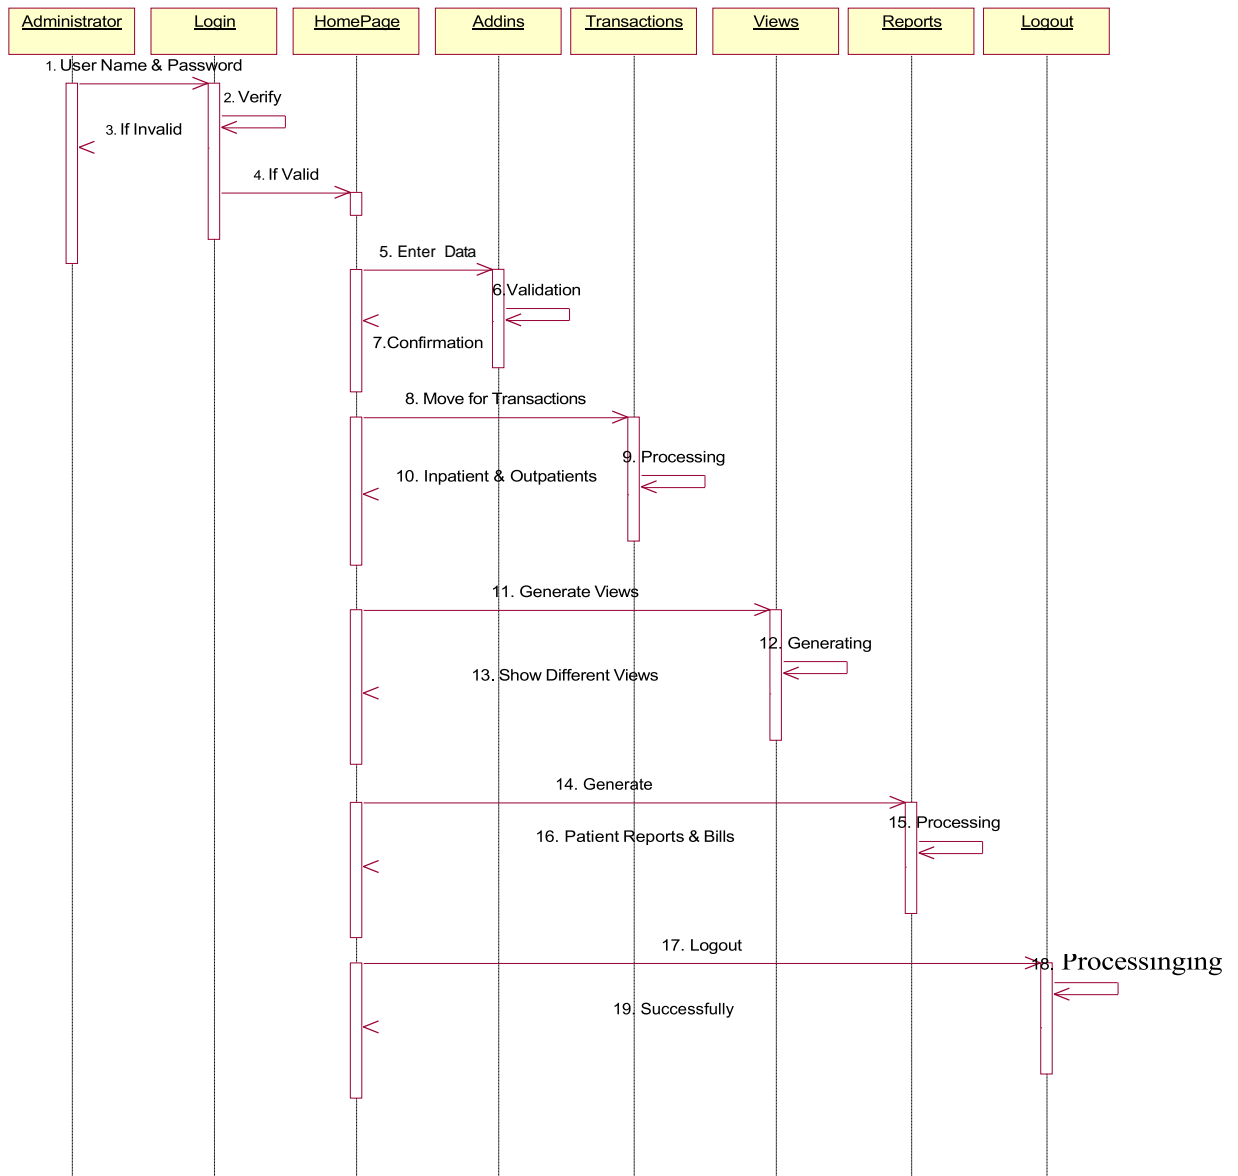 Administrator
Login
HomePage
Addins
Transactions
Views
Reports
Logout
1. User Name & Password
2. Verify
3. If Invalid
4. If Valid
5. Enter Data
6.Validation
7.Confirmation
8. Move for Transactions
9. Processing
10. Inpatient & Outpatients
11. Generate Views
12. Generating
13. Show Different Views
14. Generate
15. Processing
16. Patient Reports & Bills
17. Logout
18. Processinging
19. Successfully